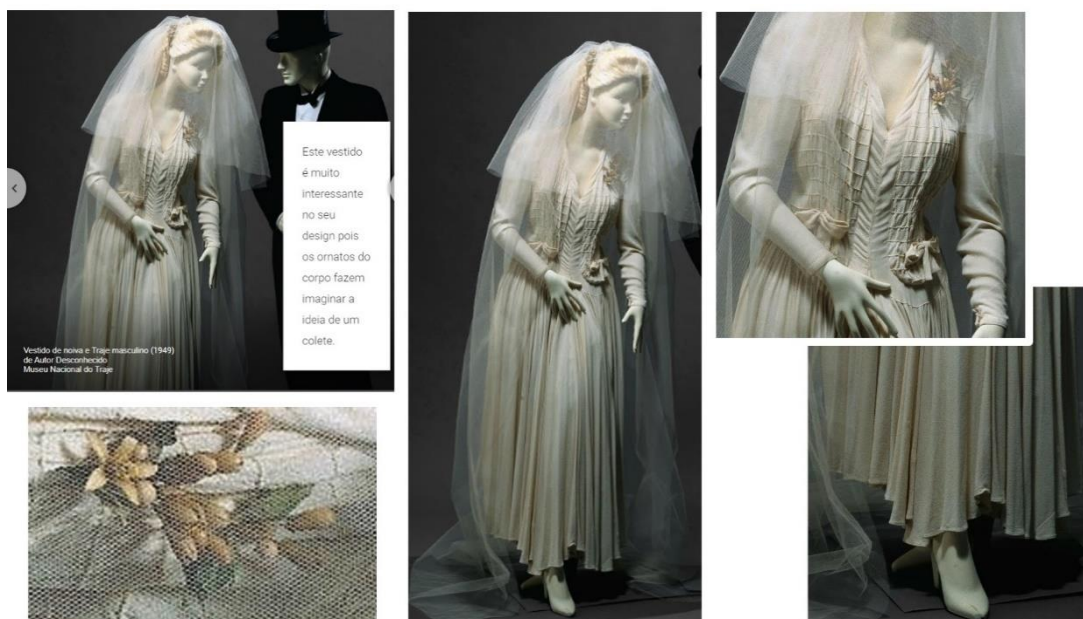 Este vestido
é muito
interessante
no seu
design pois
os ornatos do
corpo fazem
imaginar a
ideia de um
colete.
Vestido de noiva e Traje masculino (1949)
de Autor Desconhecido
Museu Nacional do Traje